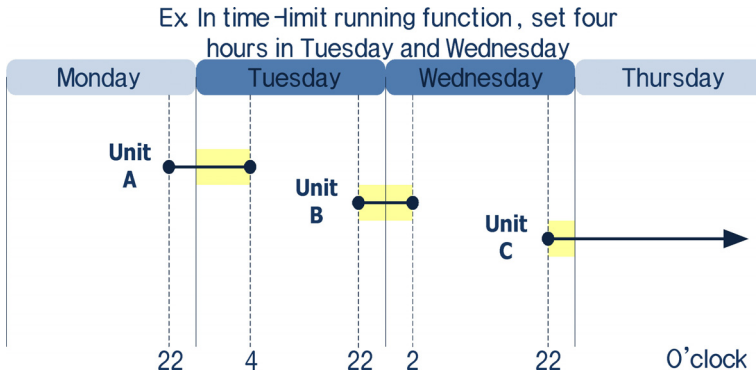 Ex. In time-limit running function, set four
hours in Tuesday and Wednesday
Monday
Tuesday
Wednesday
Thursday
Unit
A
Unit
B
Unit
C
22
4
22
2
22
O'clock